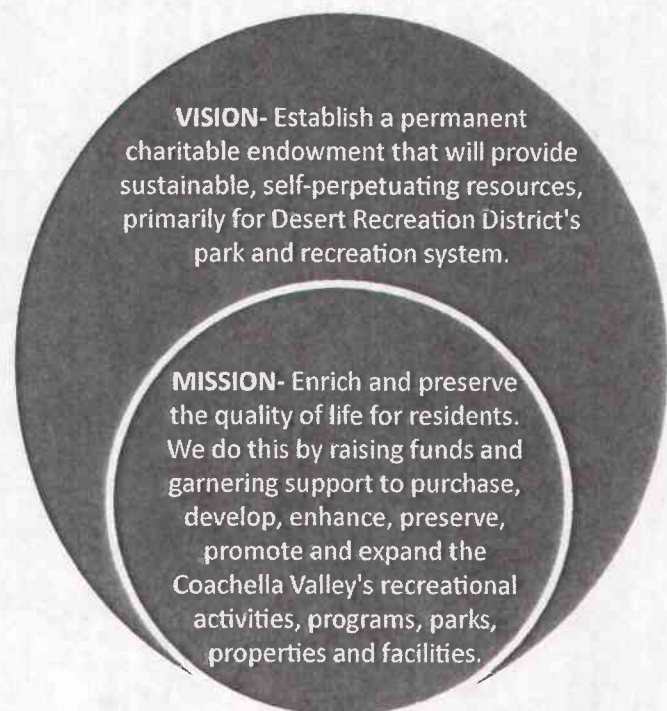 VISION- Establish a permanent
charitable endowment that will provide
sustainable, self-perpetuating resources,
primarily for Desert Recreation District's
park and recreation system.
MISSION- Enrich and preserve
the quality of life for residents.
We do this by raising funds and
garnering support to purchase,
develop, enhance, preserve,
promote and expand the
Coachella Valley's recreational
activities, programs, parks,
properties and facilities.